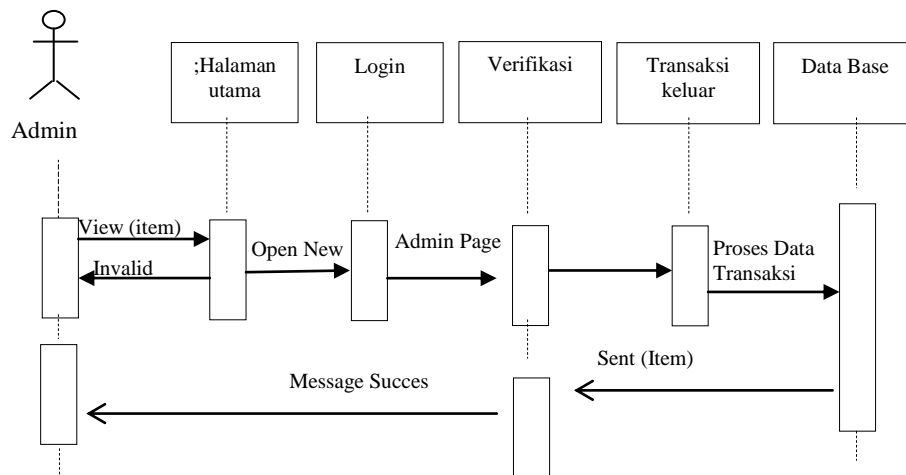 ;Halaman
utama
Login
Verifikasi
Transaksi
keluar
Data Base
Admin
View (item)
Invalid
Open New
Admin Page
Proses Data
Transaksi
Sent (Item)
Message Succes